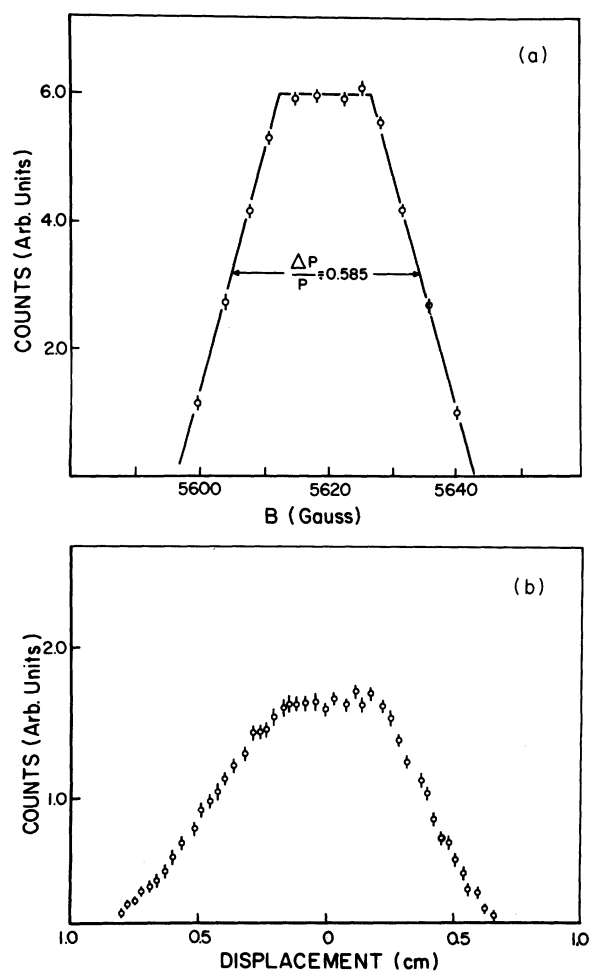 (a)
6.0
4.0
2.0
COUNTS (Arb. Units)
ΔP
P
=0.585
5600 5620 5640
B (Gauss)
(b)
2.0
1.0
COUNTS (Arb. Units)
1.0 0.5 0 0.5 1.0
DISPLACEMENT (cm)